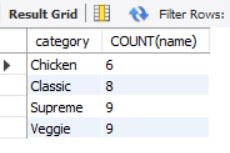 Result Grid Filter Rows:
category COUNT(name)
Chicken 6
Classic 8
Supreme 9
Veggie 9